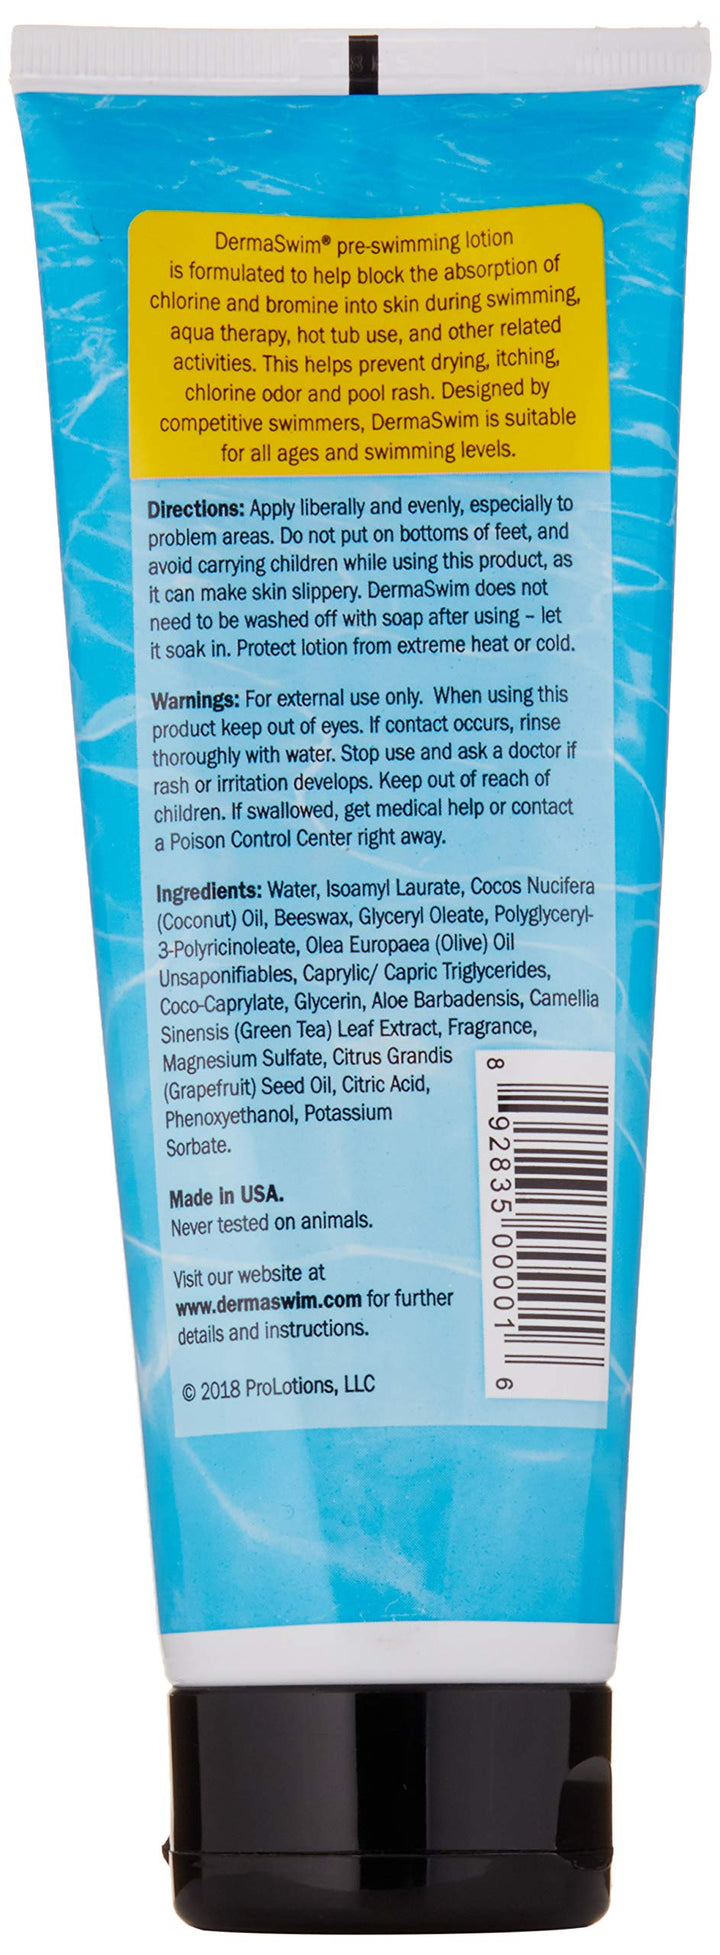 DermaSwim® pre-swimming lotion
is formulated to help block the absorption of
chlorine and bromine into skin during swimming,
aqua therapy, hot tub use, and other related
activities. This helps prevent drying, itching,
chlorine odor and pool rash. Designed by
competitive swimmers, DermaSwim is suitable
for all ages and swimming levels.
Directions: Apply liberally and evenly, especially to
problem areas. Do not put on bottoms of feet, and
avoid carrying children while using this product, as
it can make skin slippery. DermaSwim does not
need to be washed off with soap after using – let
it soak in. Protect lotion from extreme heat or cold.
Warnings: For external use only. When using this
product keep out of eyes. If contact occurs, rinse
thoroughly with water. Stop use and ask a doctor if
rash or irritation develops. Keep out of reach of
children. If swallowed, get medical help or contact
a Poison Control Center right away.
Ingredients: Water, Isoamyl Laurate, Cocos Nucifera
(Coconut) Oil, Beeswax, Glyceryl Oleate, Polyglyceryl-
3-Polyricinoleate, Olea Europaea (Olive) Oil
Unsaponifiables, Caprylic/ Capric Triglycerides,
Coco-Caprylate, Glycerin, Aloe Barbadensis, Camellia
Sinensis (Green Tea) Leaf Extract, Fragrance,
Magnesium Sulfate, Citrus Grandis
(Grapefruit) Seed Oil, Citric Acid,
Phenoxyethanol, Potassium
Sorbate.
Made in USA.
Never tested on animals.
Visit our website at
www.dermaswim.com for further
details and instructions.
© 2018 ProLotions, LLC
8 92835 00001 6